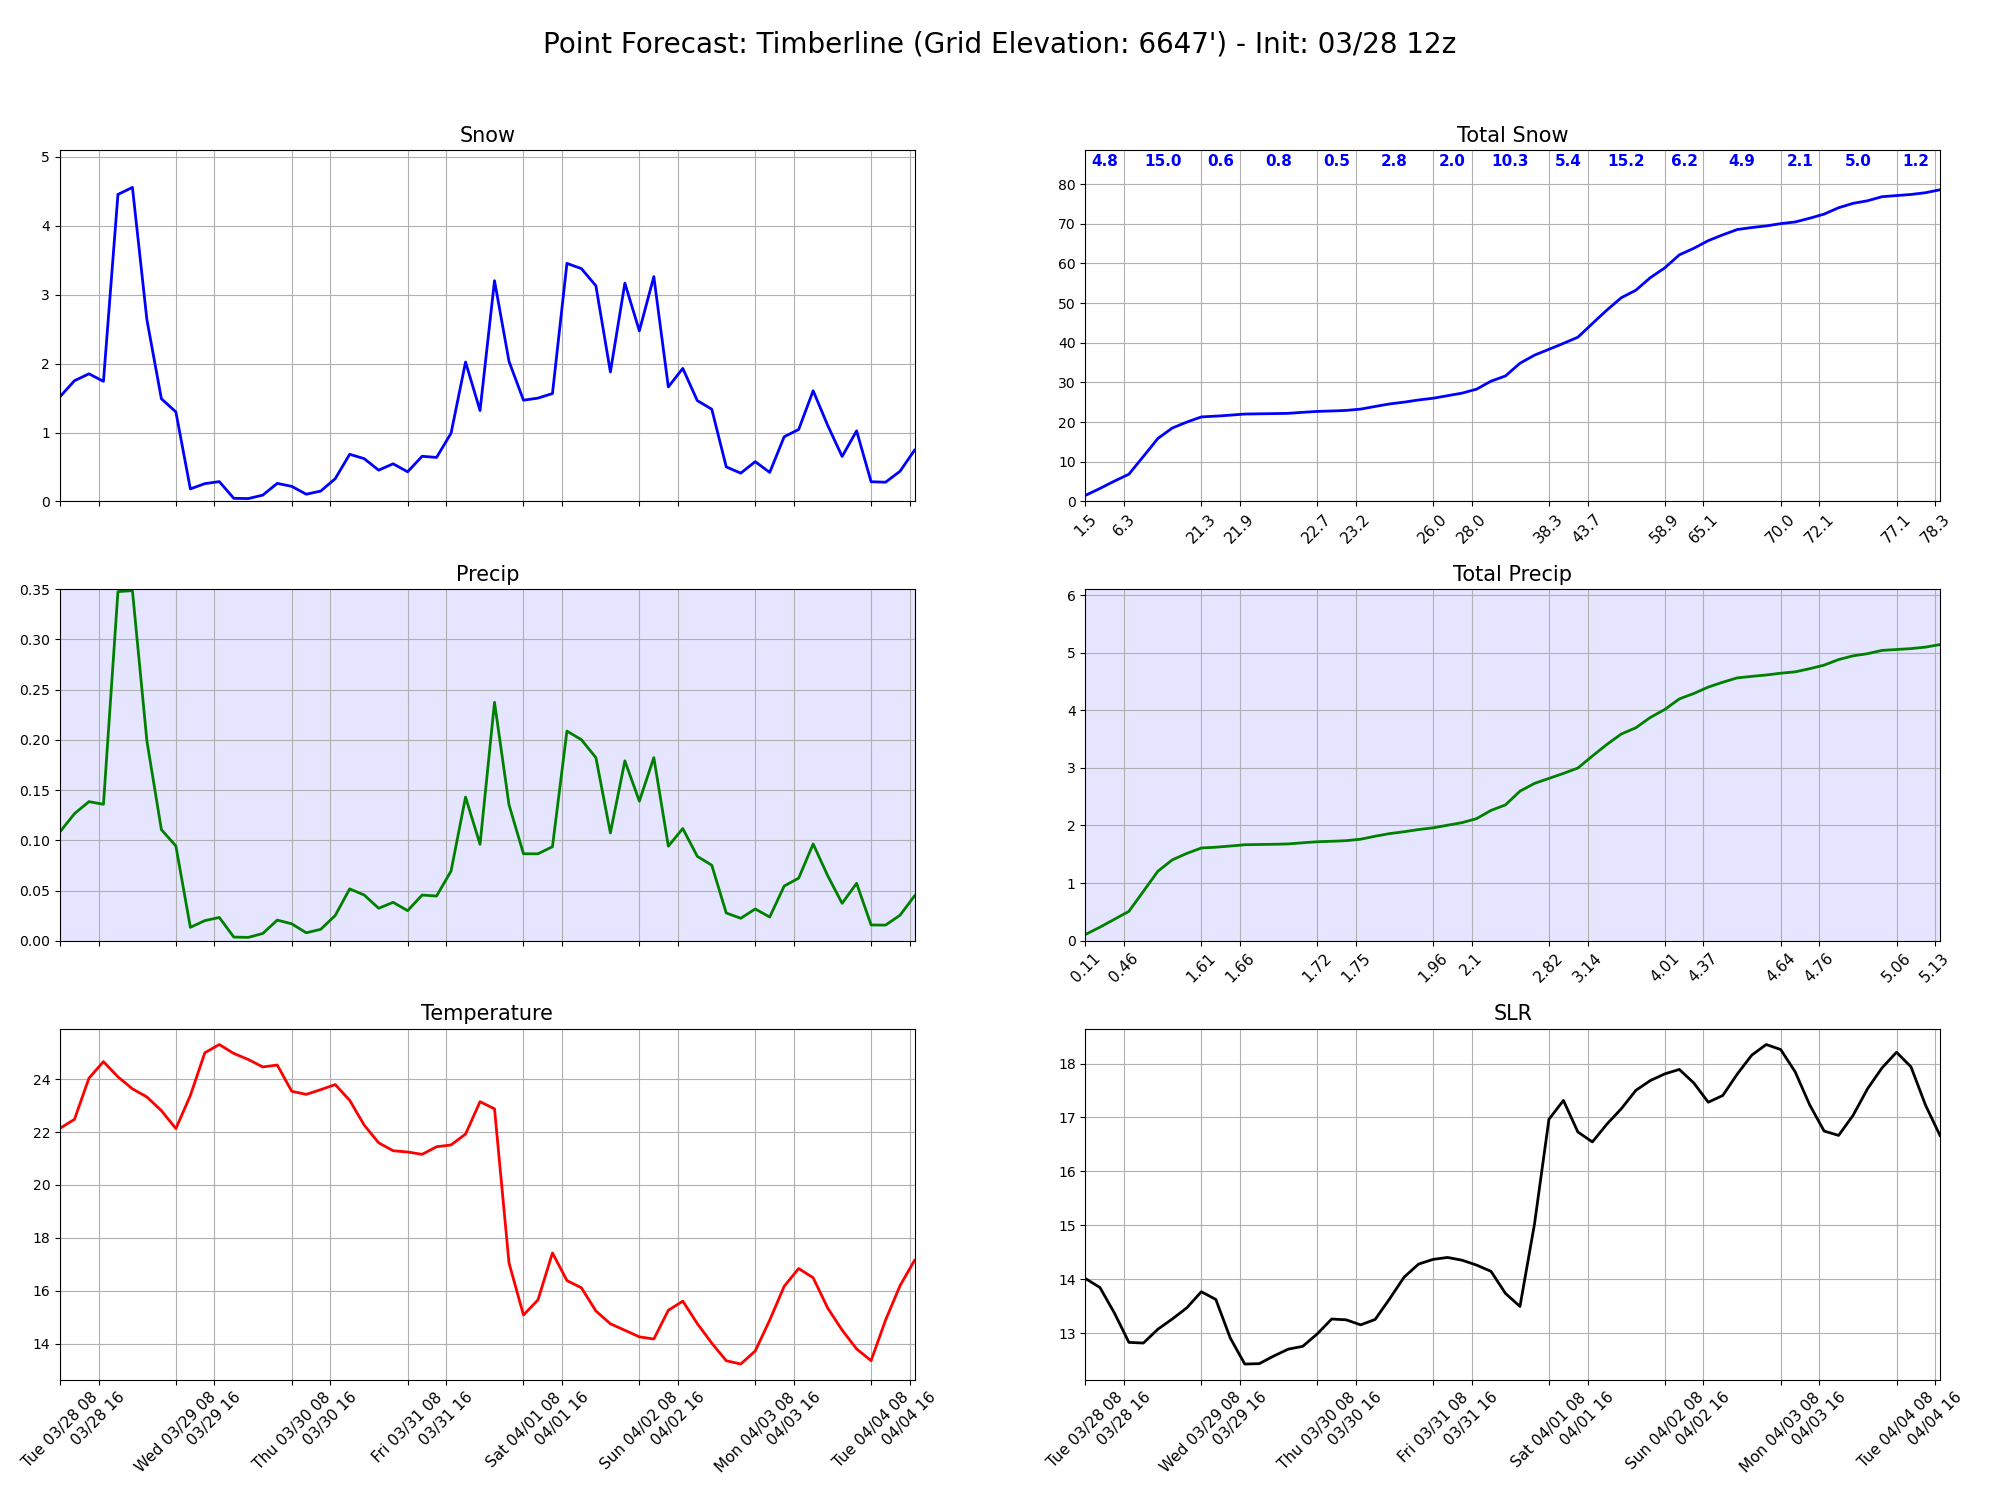 Point Forecast: Timberline (Grid Elevation: 6647') - Init: 03/28 12z
Snow
5
4
3
2
1
0
Total Snow
4.8 15.0 0.6 0.8 0.5 2.8 2.0 10.3 5.4 15.2 6.2 4.9 2.1 5.0 1.2
80
70
60
50
40
30
20
10
0
1.5 6.3 21.3 21.9 22.7 23.2 26.0 28.0 38.3 43.7 58.9 65.1 70.0 72.1 77.1 78.3
Precip
0.35
0.30
0.25
0.20
0.15
0.10
0.05
0.00
Total Precip
6
5
4
3
2
1
0
0.11 0.46 1.61 1.66 1.72 1.75 1.96 2.1 2.82 3.14 4.01 4.37 4.64 4.76 5.06 5.13
Temperature
24
22
20
18
16
14
Tue 03/28 08
03/28 16
Wed 03/29 08
03/29 16
Thu 03/30 08
03/30 16
Fri 03/31 08
03/31 16
Sat 04/01 08
04/01 16
Sun 04/02 08
04/02 16
Mon 04/03 08
04/03 16
Tue 04/04 08
04/04 16
SLR
18
17
16
15
14
13
Tue 03/28 08
03/28 16
Wed 03/29 08
03/29 16
Thu 03/30 08
03/30 16
Fri 03/31 08
03/31 16
Sat 04/01 08
04/01 16
Sun 04/02 08
04/02 16
Mon 04/03 08
04/03 16
Tue 04/04 08
04/04 16